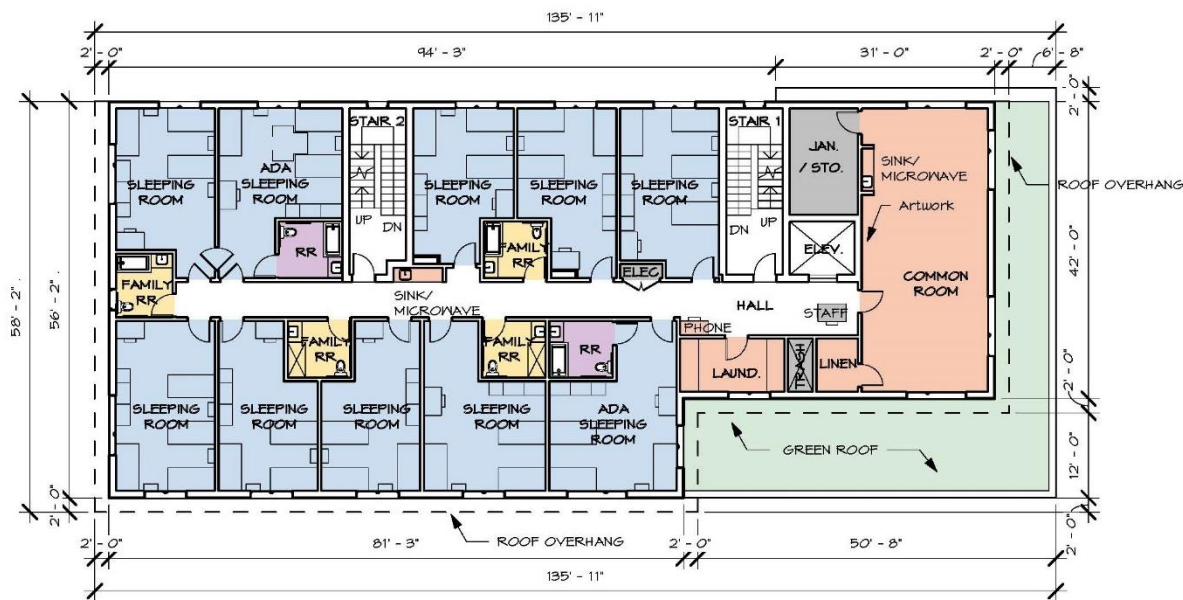 135' - 11"
2' - 0"
94' - 3"
31' - 0"
2' - 0"
6' - 8"
2' - 0"
STAIR 2
STAIR 1
JAN.
/ STO.
SINK/
MICROWAVE
ROOF OVERHANG
ADA
SLEEPING
ROOM
SLEEPING
ROOM
SLEEPING
ROOM
SLEEPING
ROOM
SLEEPING
ROOM
Artwork
UP
DN
DN
UP
RR
FAMILY
RR
ELEV.
42' - 0"
58' - 2"
56' - 2"
FAMILY
RR
ELEC
COMMON
ROOM
SINK/
MICROWAVE
HALL
STAFF
PHONE
FAMILY
RR
FAMILY
RR
RR
LAUND.
TRASH
LINEN
2' - 0"
SLEEPING
ROOM
SLEEPING
ROOM
SLEEPING
ROOM
SLEEPING
ROOM
ADA
SLEEPING
ROOM
GREEN ROOF
12' - 0"
2' - 0"
2' - 0"
ROOF OVERHANG
2' - 0"
81' - 3"
2' - 0"
50' - 8"
135' - 11"